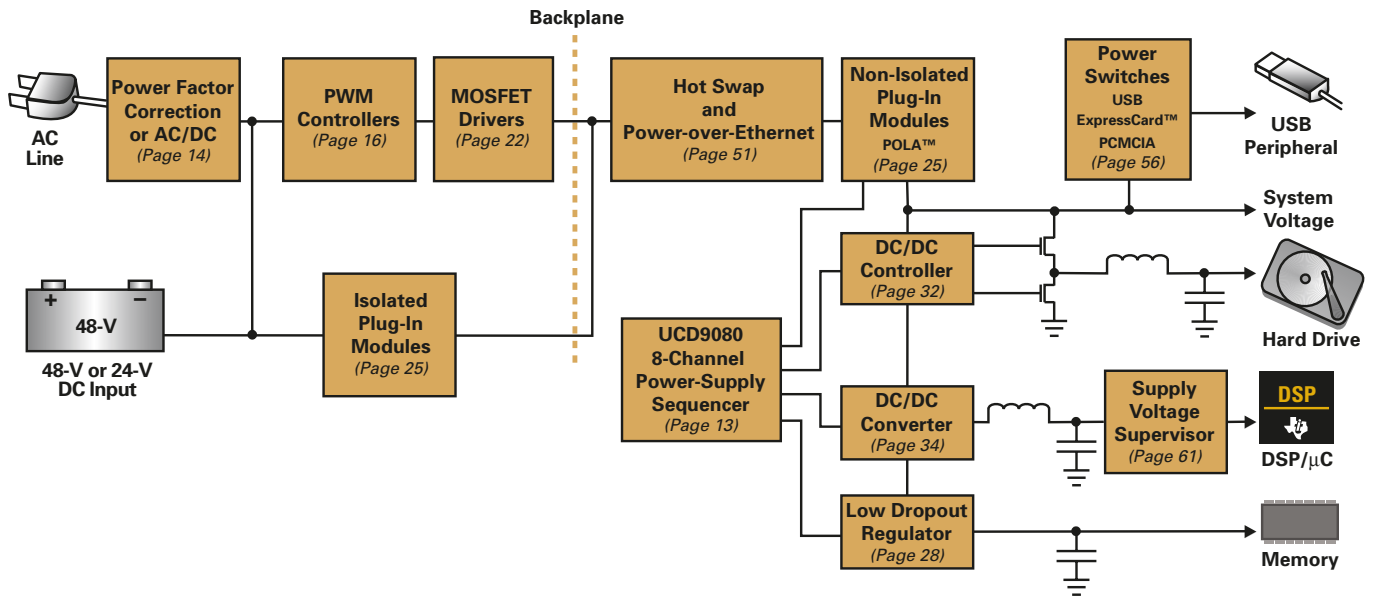 Backplane
AC
Line
Power Factor
Correction
or AC/DC
(Page 14)
PWM
Controllers
(Page 16)
MOSFET
Drivers
(Page 22)
Hot Swap
and
Power-over-Ethernet
(Page 51)
Non-Isolated
Plug-In
Modules
POLA™
(Page 25)
Power
Switches
USB
ExpressCard™
PCMCIA
(Page 56)
USB
Peripheral
System
Voltage
+ −
48-V
48-V or 24-V
DC Input
Isolated
Plug-In
Modules
(Page 25)
UCD9080
8-Channel
Power-Supply
Sequencer
(Page 13)
DC/DC
Controller
(Page 32)
Hard Drive
DC/DC
Converter
(Page 34)
Supply
Voltage
Supervisor
(Page 61)
DSP
DSP/µC
Low Dropout
Regulator
(Page 28)
Memory